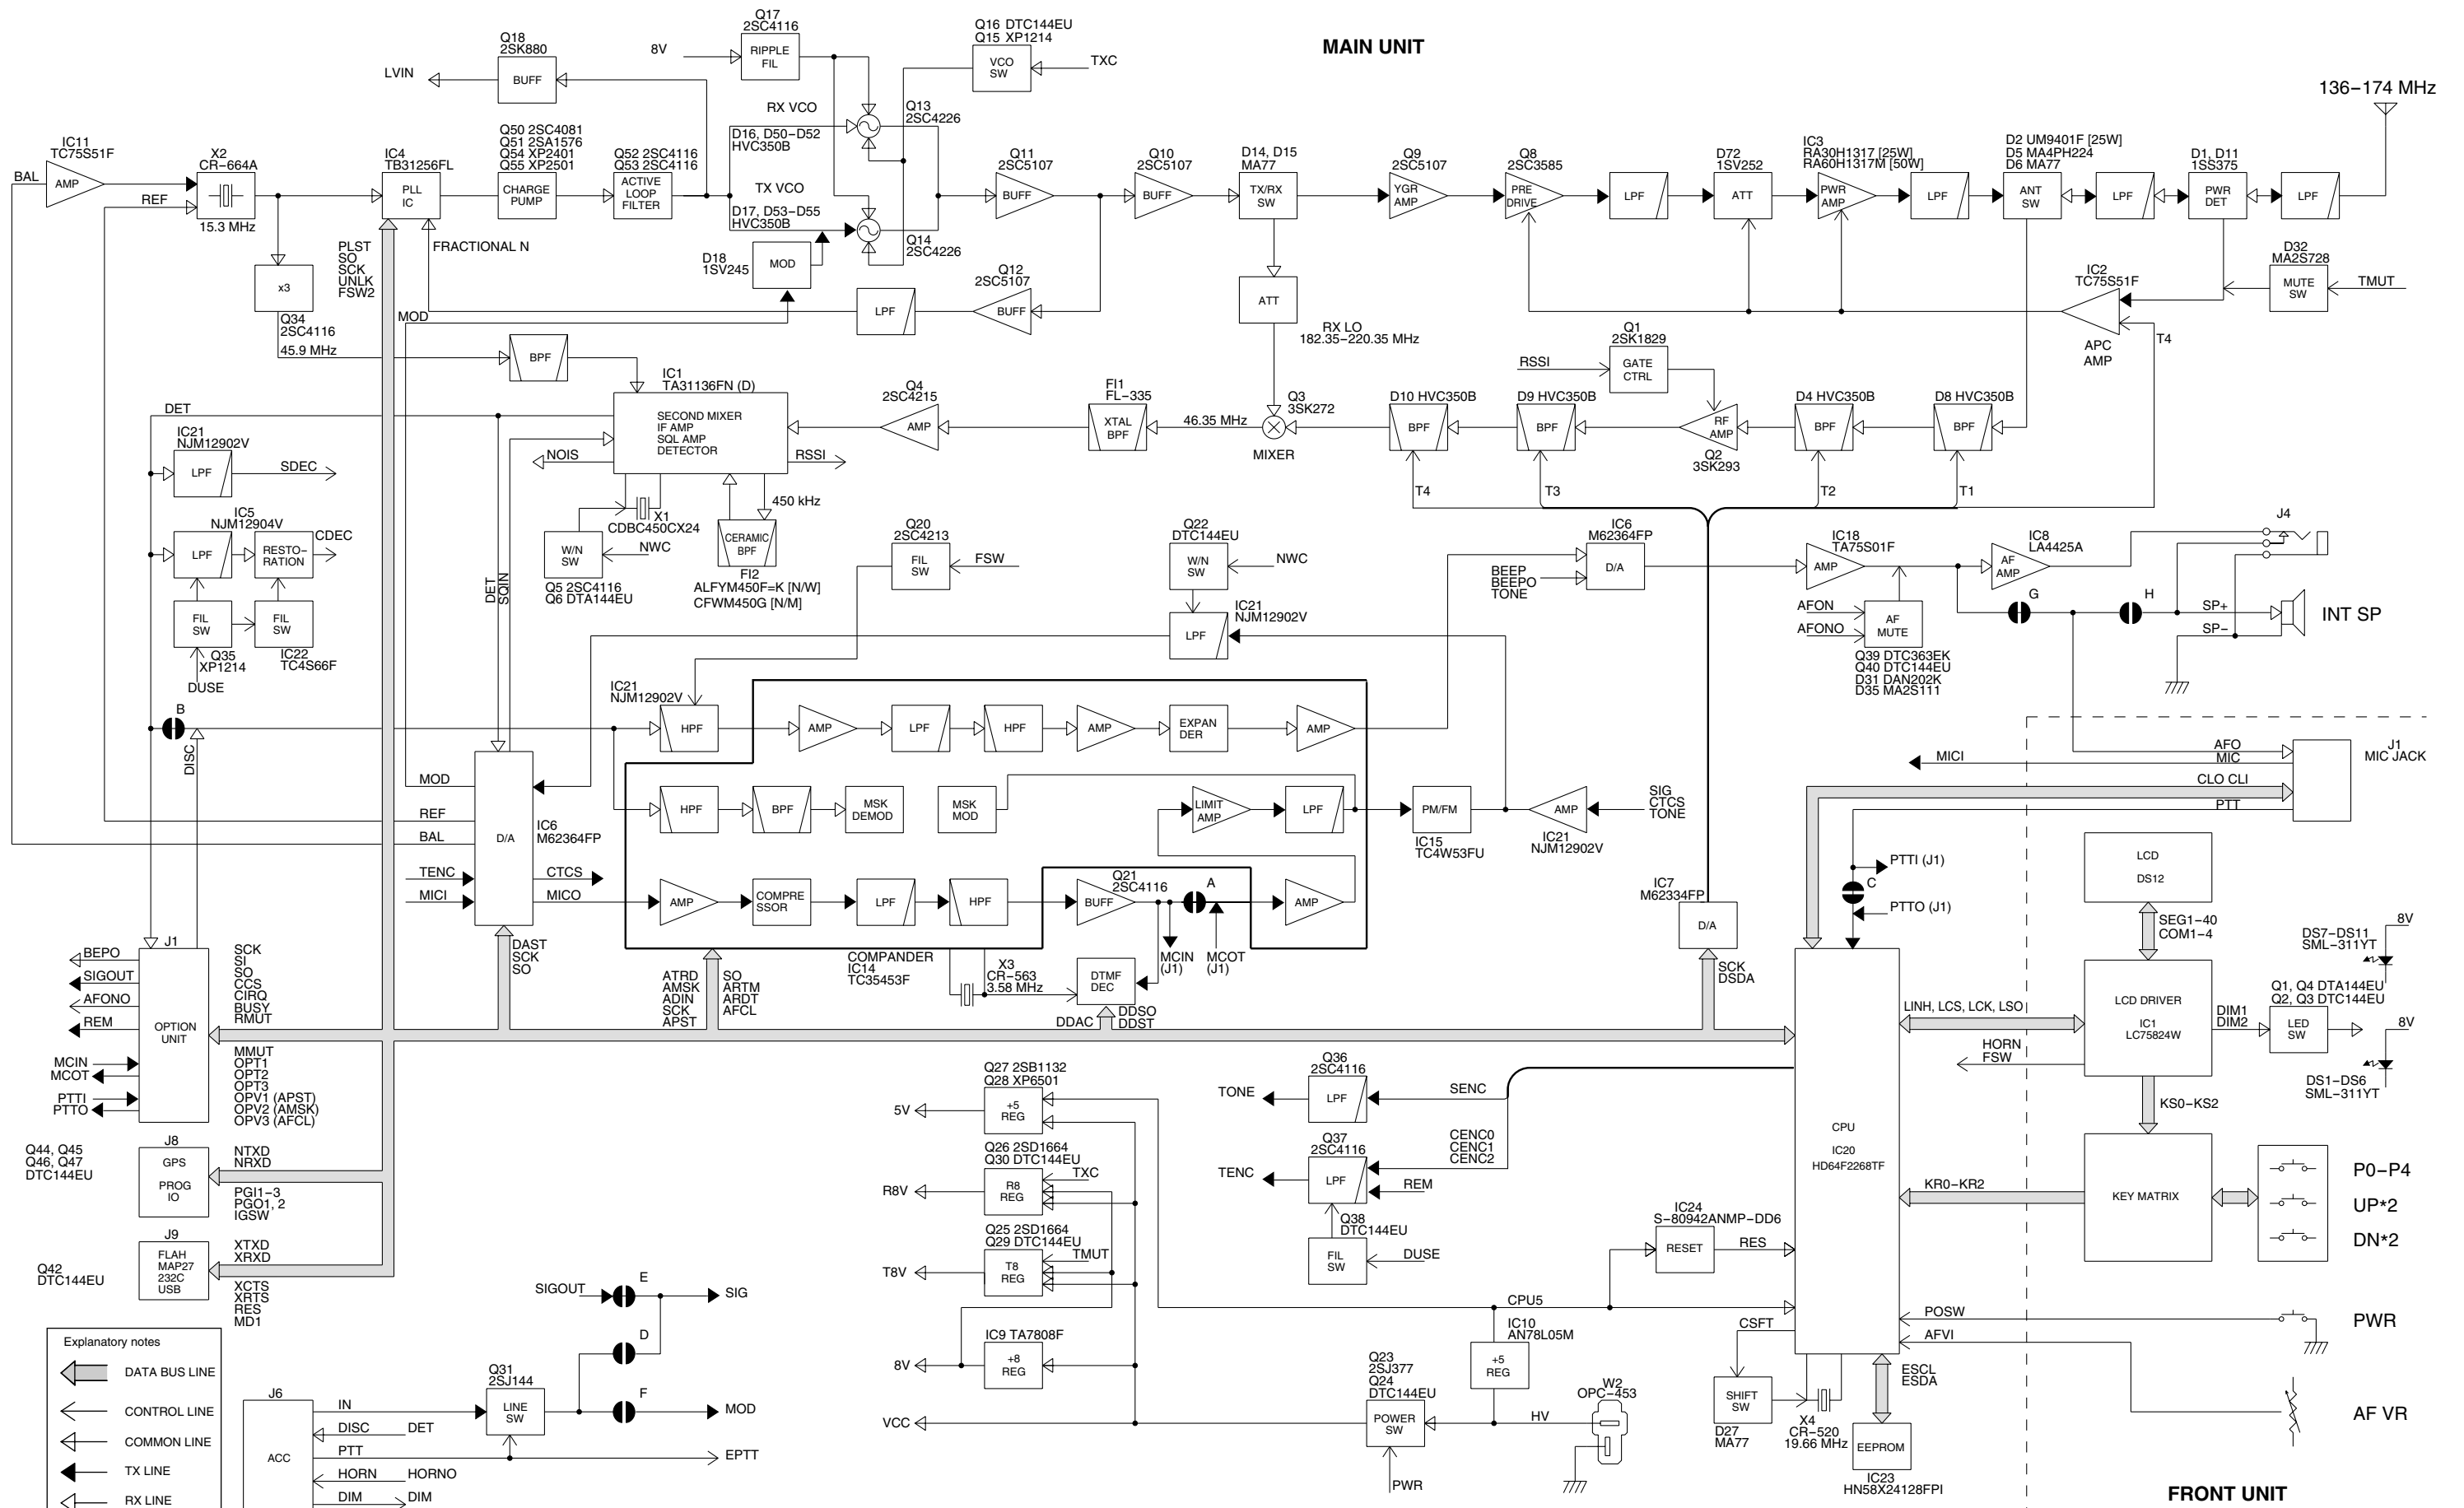 MAIN UNIT
136–174 MHz
Q17
2SC4116
RIPPLE
FIL
8V
Q18
2SK880
BUFF
LVIN
Q16 DTC144EU
Q15 XP1214
VCO
SW
TXC
IC11
TC75S51F
BAL
AMP
REF
X2
CR–664A
15.3 MHz
IC4
TB31256FL
PLL
IC
Q50 2SC4081
Q51 2SA1576
Q54 XP2401
Q55 XP2501
CHARGE
PUMP
Q52 2SC4116
Q53 2SC4116
ACTIVE
LOOP
FILTER
RX VCO
D16, D50–D52
HVC350B
TX VCO
D17, D53–D55
HVC350B
Q13
2SC4226
Q14
2SC4226
D18
1SV245
MOD
Q11
2SC5107
BUFF
Q10
2SC5107
BUFF
D14, D15
MA77
TX/RX
SW
Q9
2SC5107
YGR
AMP
Q8
2SC3585
PRE
DRIVE
LPF
D72
1SV252
ATT
IC3
RA30H1317 [25W]
RA60H1317M [50W]
PWR
AMP
LPF
D2 UM9401F [25W]
D5 MA4PH224
D6 MA77
ANT
SW
LPF
D1, D11
1SS375
PWR
DET
LPF
D32
MA2S728
MUTE
SW
TMUT
IC2
TC75S51F
APC
AMP
T4
x3
Q34
2SC4116
45.9 MHz
PLST
SO
SCK
UNLK
FSW2
FRACTIONAL N
MOD
LPF
Q12
2SC5107
BUFF
ATT
RX LO
182.35–220.35 MHz
Q1
2SK1829
RSSI
GATE
CTRL
BPF
IC1
TA31136FN (D)
SECOND MIXER
IF AMP
SQL AMP
DETECTOR
NOIS
RSSI
Q4
2SC4215
AMP
FI1
FL–335
XTAL
BPF
46.35 MHz
Q3
3SK272
MIXER
D10 HVC350B
BPF
D9 HVC350B
BPF
RF
AMP
Q2
3SK293
D4 HVC350B
BPF
D8 HVC350B
BPF
T4
T3
T2
T1
DET
IC21
NJM12902V
LPF
SDEC
IC5
NJM12904V
LPF
RESTO–
RATION
CDEC
FIL
SW
FIL
SW
Q35
XP1214
IC22
TC4S66F
DUSE
DET
SQIN
X1
CDBC450CX24
W/N
SW
NWC
Q5 2SC4116
Q6 DTA144EU
450 kHz
CERAMIC
BPF
FI2
ALFYM450F=K [N/W]
CFWM450G [N/M]
Q20
2SC4213
FIL
SW
FSW
Q22
DTC144EU
W/N
SW
NWC
IC21
NJM12902V
LPF
IC6
M62364FP
D/A
BEEP
BEEPO
TONE
IC18
TA75S01F
AMP
IC8
LA4425A
AF
AMP
J4
G
H
SP+
SP–
INT SP
AFON
AFONO
AF
MUTE
Q39 DTC363EK
Q40 DTC144EU
D31 DAN202K
D35 MA2S111
B
DISC
IC21
NJM12902V
HPF
AMP
LPF
HPF
AMP
EXPAN
DER
AMP
MOD
REF
BAL
D/A
IC6
M62364FP
TENC
MICI
CTCS
MICO
HPF
BPF
MSK
DEMOD
MSK
MOD
LIMIT
AMP
LPF
PM/FM
IC15
TC4W53FU
AMP
IC21
NJM12902V
SIG
CTCS
TONE
AMP
COMPRE
SSOR
LPF
HPF
Q21
2SC4116
BUFF
A
AMP
MCIN
(J1)
MCOT
(J1)
COMPANDER
IC14
TC35453F
X3
CR–563
3.58 MHz
DTMF
DEC
DDAC
DDSO
DDST
IC7
M62334FP
D/A
SCK
DSDA
MICI
AFO
MIC
CLO CLI
PTT
J1
MIC JACK
PTTI (J1)
C
PTTO (J1)
LCD
DS12
SEG1–40
COM1–4
LCD DRIVER
IC1
LC75824W
LINH, LCS, LCK, LSO
HORN
FSW
DIM1
DIM2
Q1, Q4 DTA144EU
Q2, Q3 DTC144EU
LED
SW
DS7–DS11
SML–311YT
8V
8V
DS1–DS6
SML–311YT
KS0–KS2
KEY MATRIX
KR0–KR2
P0–P4
UP*2
DN*2
J1
OPTION
UNIT
BEPO
SIGOUT
AFONO
REM
MCIN
MCOT
PTTI
PTTO
SCK
SI
SO
CCS
CIRQ
BUSY
RMUT
MMUT
OPT1
OPT2
OPT3
OPV1 (APST)
OPV2 (AMSK)
OPV3 (AFCL)
DAST
SCK
SO
ATRD
AMSK
ADIN
SCK
APST
SO
ARTM
ARDT
AFCL
Q44, Q45
Q46, Q47
DTC144EU
J8
GPS
PROG
IO
NTXD
NRXD
PGI1–3
PGO1, 2
IGSW
Q42
DTC144EU
J9
FLAH
MAP27
232C
USB
XTXD
XRXD
XCTS
XRTS
RES
MD1
Q27 2SB1132
Q28 XP6501
5V
+5
REG
Q26 2SD1664
Q30 DTC144EU
R8V
R8
REG
TXC
Q25 2SD1664
Q29 DTC144EU
T8V
T8
REG
TMUT
IC9 TA7808F
8V
+8
REG
VCC
Q36
2SC4116
TONE
LPF
SENC
Q37
2SC4116
TENC
LPF
CENC0
CENC1
CENC2
REM
Q38
DTC144EU
FIL
SW
DUSE
CPU
IC20
HD64F2268TF
IC24
S–80942ANMP–DD6
RESET
RES
CPU5
IC10
AN78L05M
+5
REG
Q23
2SJ377
Q24
DTC144EU
POWER
SW
PWR
HV
W2
OPC–453
CSFT
SHIFT
SW
D27
MA77
X4
CR–520
19.66 MHz
ESCL
ESDA
EEPROM
IC23
HN58X24128FPI
POSW
AFVI
PWR
AF VR
FRONT UNIT
SIGOUT
E
SIG
D
Q31
2SJ144
LINE
SW
F
MOD
J6
ACC
IN
DISC
DET
PTT
EPTT
HORN
HORNO
DIM
DIM
Explanatory notes
DATA BUS LINE
CONTROL LINE
COMMON LINE
TX LINE
RX LINE